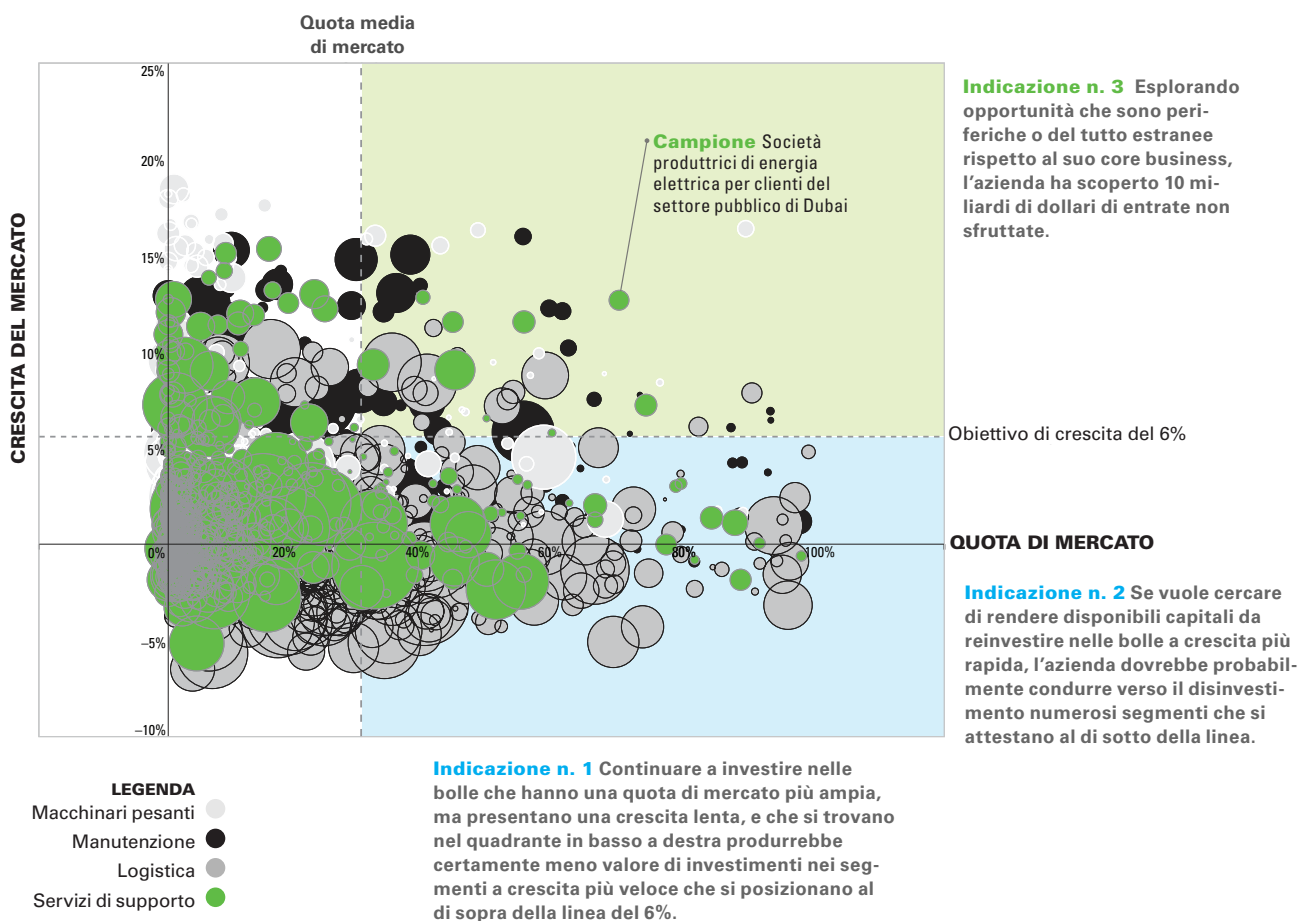 Quota media
di mercato
CRESCITA DEL MERCATO
25%
20%
15%
10%
5%
0%
−5%
−10%
20%
40%
60%
80%
100%
Campione Società
produttrici di energia
elettrica per clienti del
settore pubblico di Dubai
Indicazione n. 3 Esplorando
opportunità che sono peri-
feriche o del tutto estranee
rispetto al suo core business,
l’azienda ha scoperto 10 mi-
liardi di dollari di entrate non
sfruttate.
Obiettivo di crescita del 6%
QUOTA DI MERCATO
Indicazione n. 2 Se vuole cercare
di rendere disponibili capitali da
reinvestire nelle bolle a crescita più
rapida, l’azienda dovrebbe probabil-
mente condurre verso il disinvesti-
mento numerosi segmenti che si
attestano al di sotto della linea.
Indicazione n. 1 Continuare a investire nelle
bolle che hanno una quota di mercato più ampia,
ma presentano una crescita lenta, e che si trovano
nel quadrante in basso a destra produrrebbe
certamente meno valore di investimenti nei seg-
menti a crescita più veloce che si posizionano al
di sopra della linea del 6%.
LEGENDA
Macchinari pesanti
Manutenzione
Logistica
Servizi di supporto